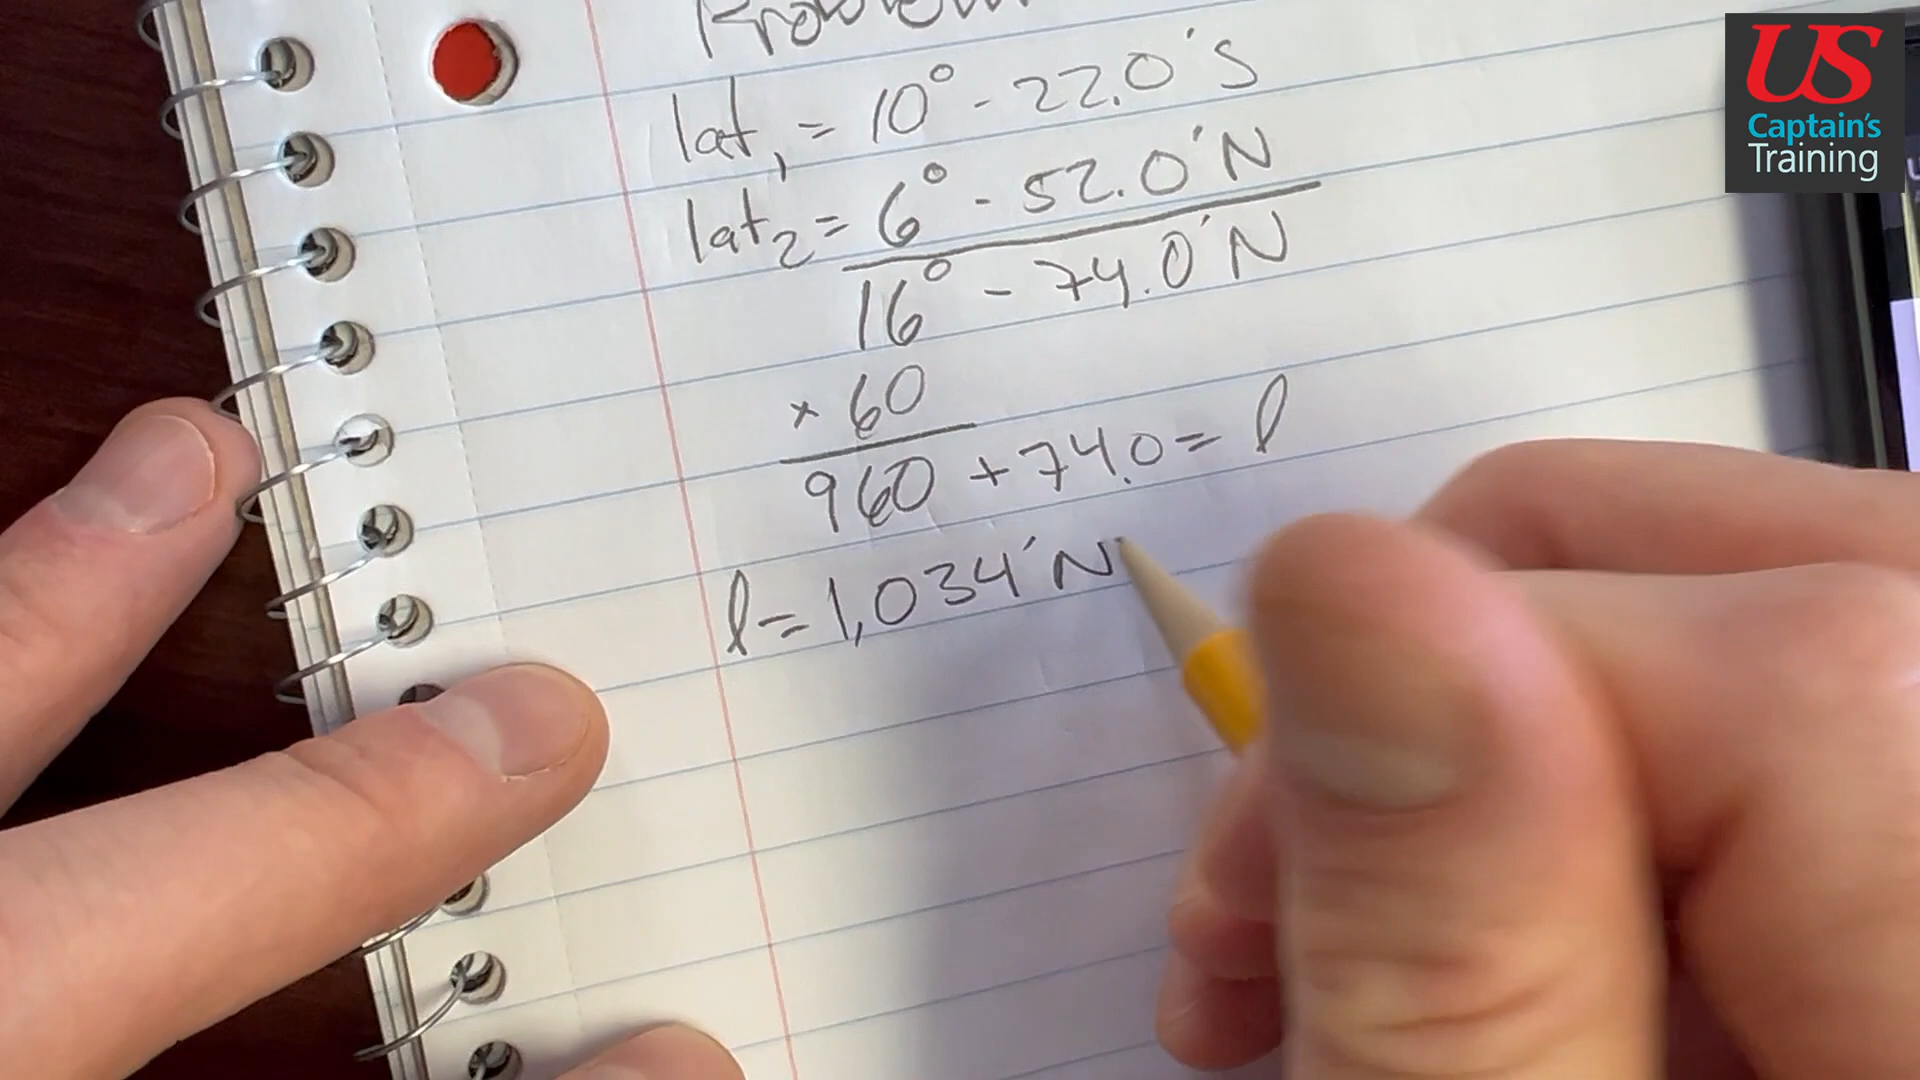 Problem
lat₁ = 10° - 22.0's
lat₂ = 6° - 52.0'N
16° - 74.0'N
× 60
960 + 74.0 = l
l = 1,034'N
US
Captain's
Training